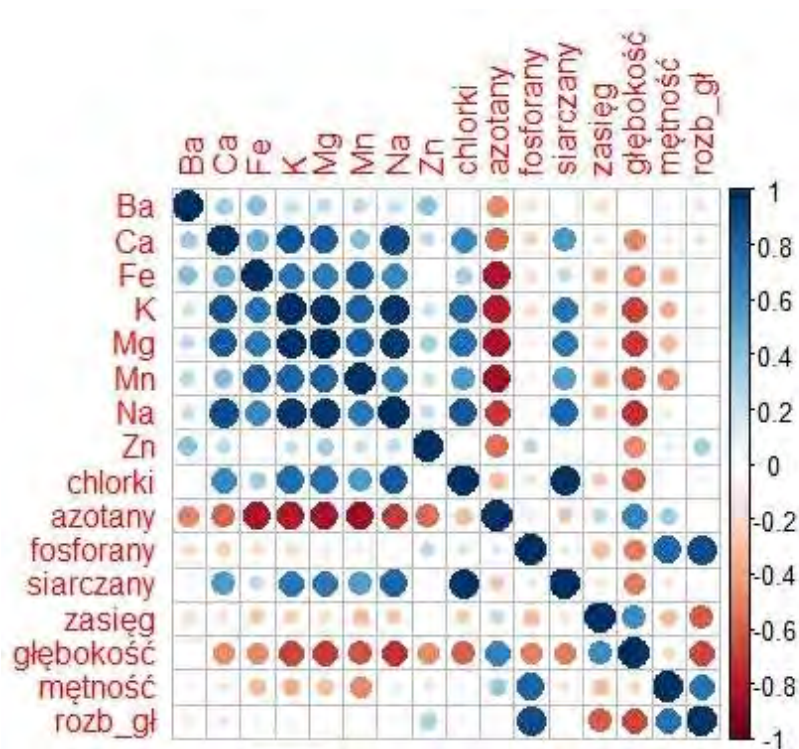 Ba Ca Fe K Mg Mn Na Zn chlorki azotany fosforany siarczany zasięg głębokość mętność rozb_gł
Ba
Ca
Fe
K
Mg
Mn
Na
Zn
chlorki
azotany
fosforany
siarczany
zasięg
głębokość
mętność
rozb_gł
1
0.8
0.6
0.4
0.2
0
-0.2
-0.4
-0.6
-0.8
-1